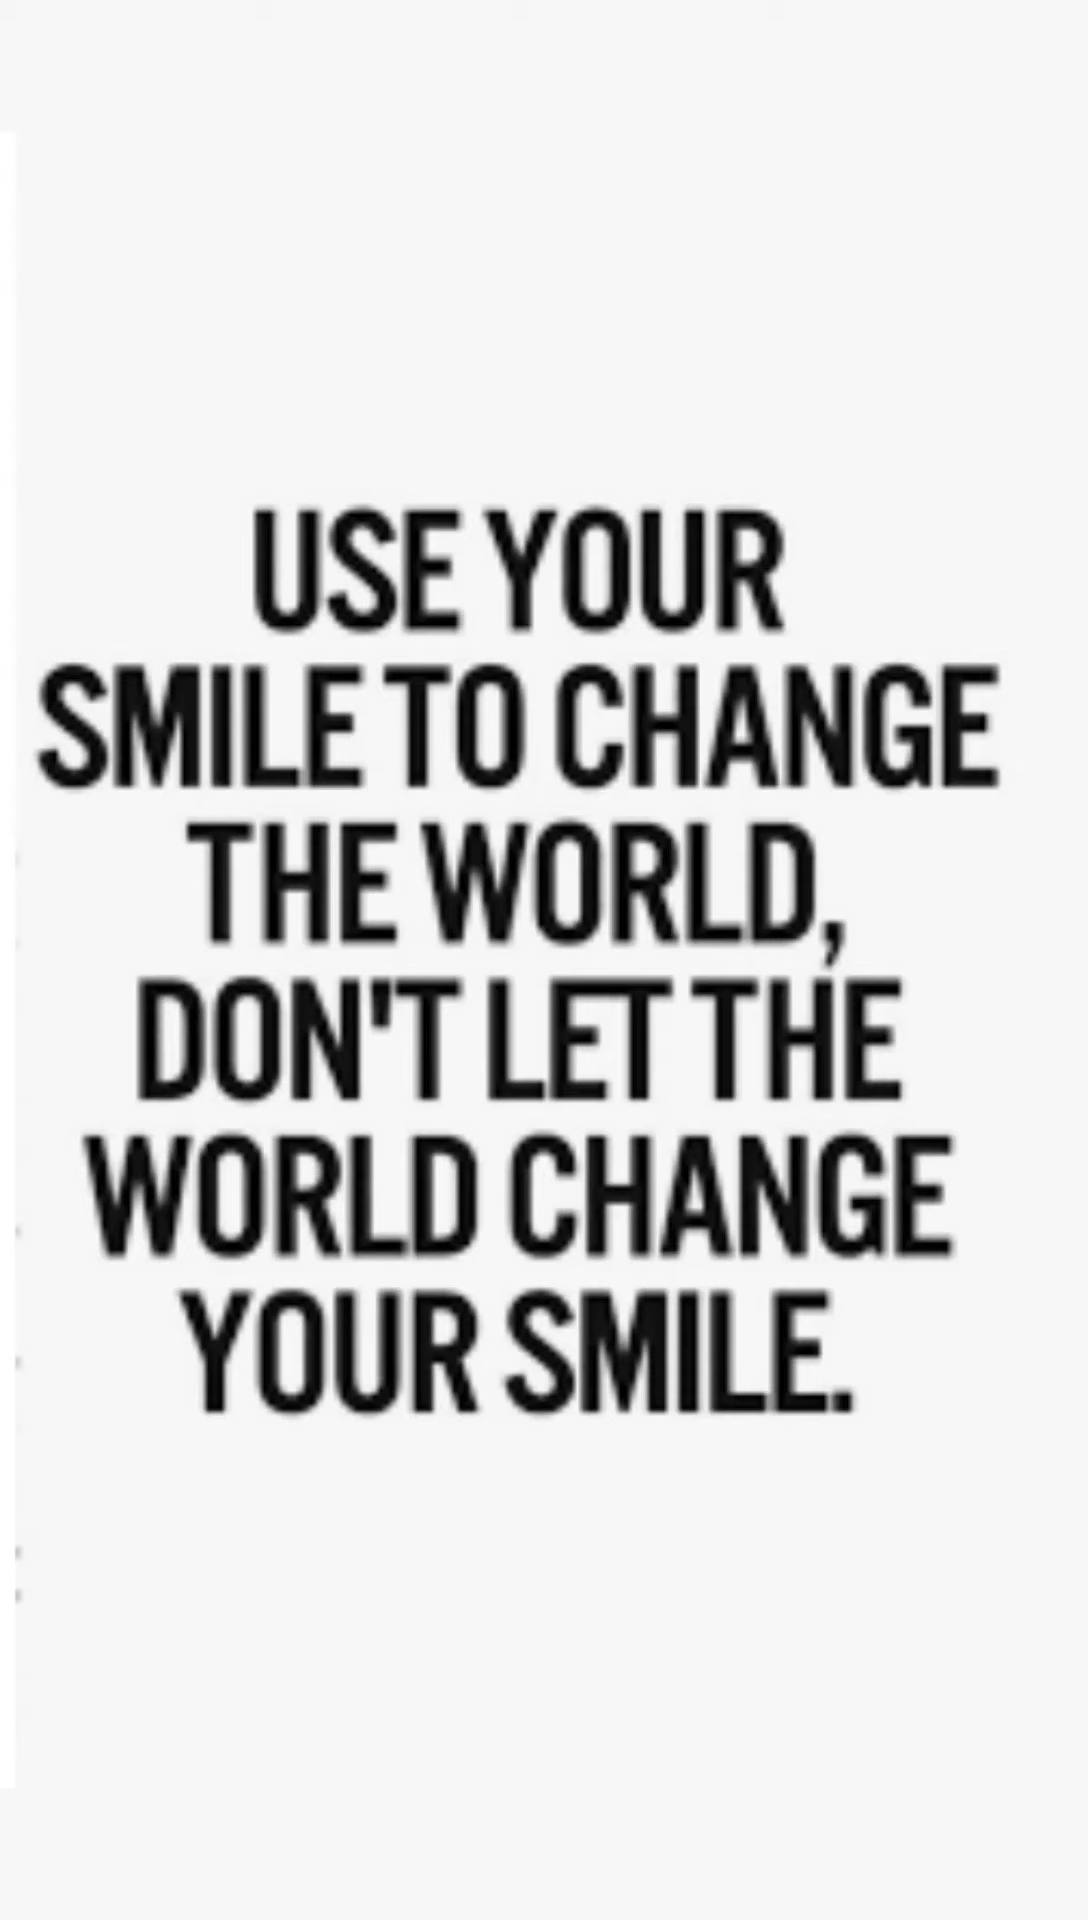 USE YOUR
SMILE TO CHANGE
THE WORLD,
DON'T LET THE
WORLD CHANGE
YOUR SMILE.